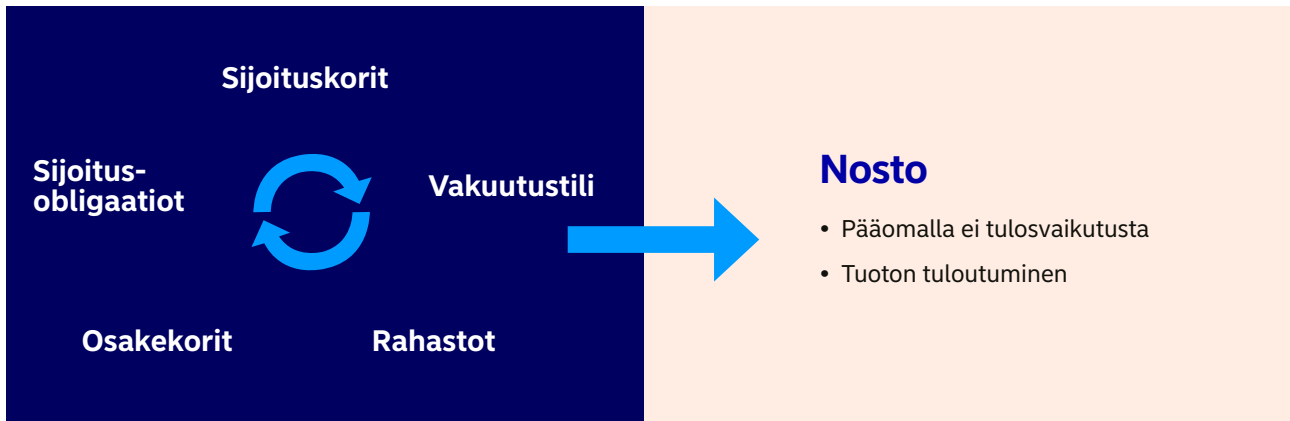 Sijoituskorit
Sijoitus-
obligaatiot
Vakuutustili
Osakekorit
Rahastot
Nosto
• Pääomalla ei tulosvaikutusta
• Tuoton tuloutuminen